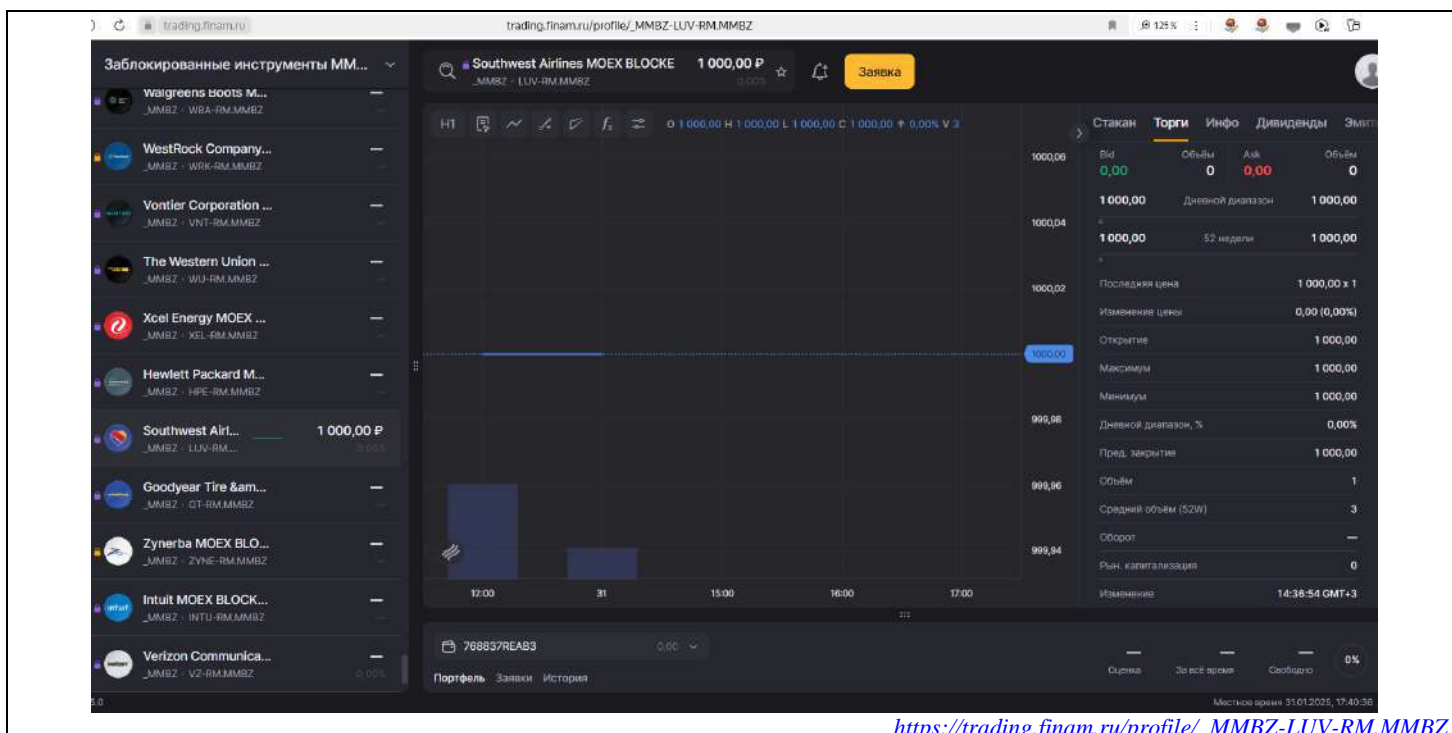 trading.finam.ru
trading.finam.ru/profile/_MMBZ-LUV-RM.MMBZ
125 %
Заблокированные инструменты ММ...
Walgreens Boots M...
_MMBZ · WBA-RM.MMBZ
WestRock Company...
_MMBZ · WRK-RM.MMBZ
Vontier Corporation ...
_MMBZ · VNT-RM.MMBZ
The Western Union ...
_MMBZ · WU-RM.MMBZ
Xcel Energy MOEX ...
_MMBZ · XEL-RM.MMBZ
Hewlett Packard M...
_MMBZ · HPE-RM.MMBZ
Southwest Airl... 1 000,00 ₽
_MMBZ · LUV-RM.... 0,00%
Goodyear Tire &am...
_MMBZ · GT-RM.MMBZ
Zynerba MOEX BLO...
_MMBZ · ZYNE-RM.MMBZ
Intuit MOEX BLOCK...
_MMBZ · INTU-RM.MMBZ
Verizon Communica...
_MMBZ · VZ-RM.MMBZ 0,00%
5.0
Southwest Airlines MOEX BLOCKE 1 000,00 ₽
_MMBZ · LUV-RM.MMBZ 0,00%
Заявка
H1 O 1 000,00 H 1 000,00 L 1 000,00 C 1 000,00 0,00% V 3
1000,06
1000,04
1000,02
1000,00
999,98
999,96
999,94
12:00 31 15:00 16:00 17:00
Стакан Торги Инфо Дивиденды Эмит
Bid Объём Ask Объём
0,00 0 0,00 0
1 000,00 Дневной диапазон 1 000,00
1 000,00 52 недели 1 000,00
Последняя цена 1 000,00 x 1
Изменение цены 0,00 (0,00%)
Открытие 1 000,00
Максимум 1 000,00
Минимум 1 000,00
Дневной диапазон, % 0,00%
Пред. закрытие 1 000,00
Объём 1
Средний объём (52W) 3
Оборот —
Рын. капитализация 0
Изменение 14:36:54 GMT+3
768837REAB3 0,00
Портфель Заявки История
Оценка За всё время Свободно 0%
Местное время 31.01.2025, 17:40:36
https://trading.finam.ru/profile/_MMBZ-LUV-RM.MMBZ